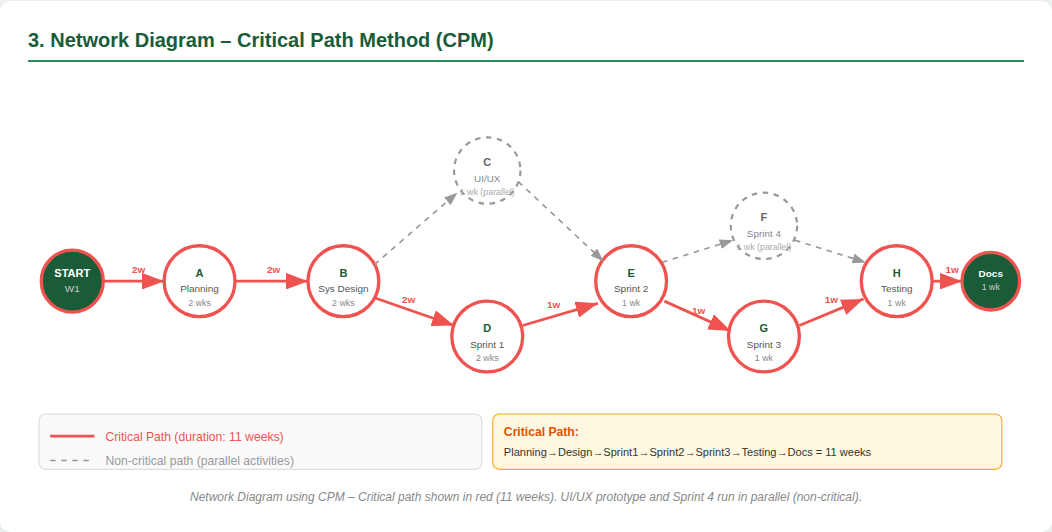 3. Network Diagram – Critical Path Method (CPM)
C
UI/UX
wk (parallel)
F
Sprint 4
wk (parallel)
START
W1
2w
A
Planning
2 wks
2w
B
Sys Design
2 wks
2w
D
Sprint 1
2 wks
1w
E
Sprint 2
1 wk
1w
G
Sprint 3
1 wk
1w
H
Testing
1 wk
1w
Docs
1 wk
Critical Path (duration: 11 weeks)
Non-critical path (parallel activities)
Critical Path:
Planning→Design→Sprint1→Sprint2→Sprint3→Testing→Docs = 11 weeks
Network Diagram using CPM – Critical path shown in red (11 weeks). UI/UX prototype and Sprint 4 run in parallel (non-critical).